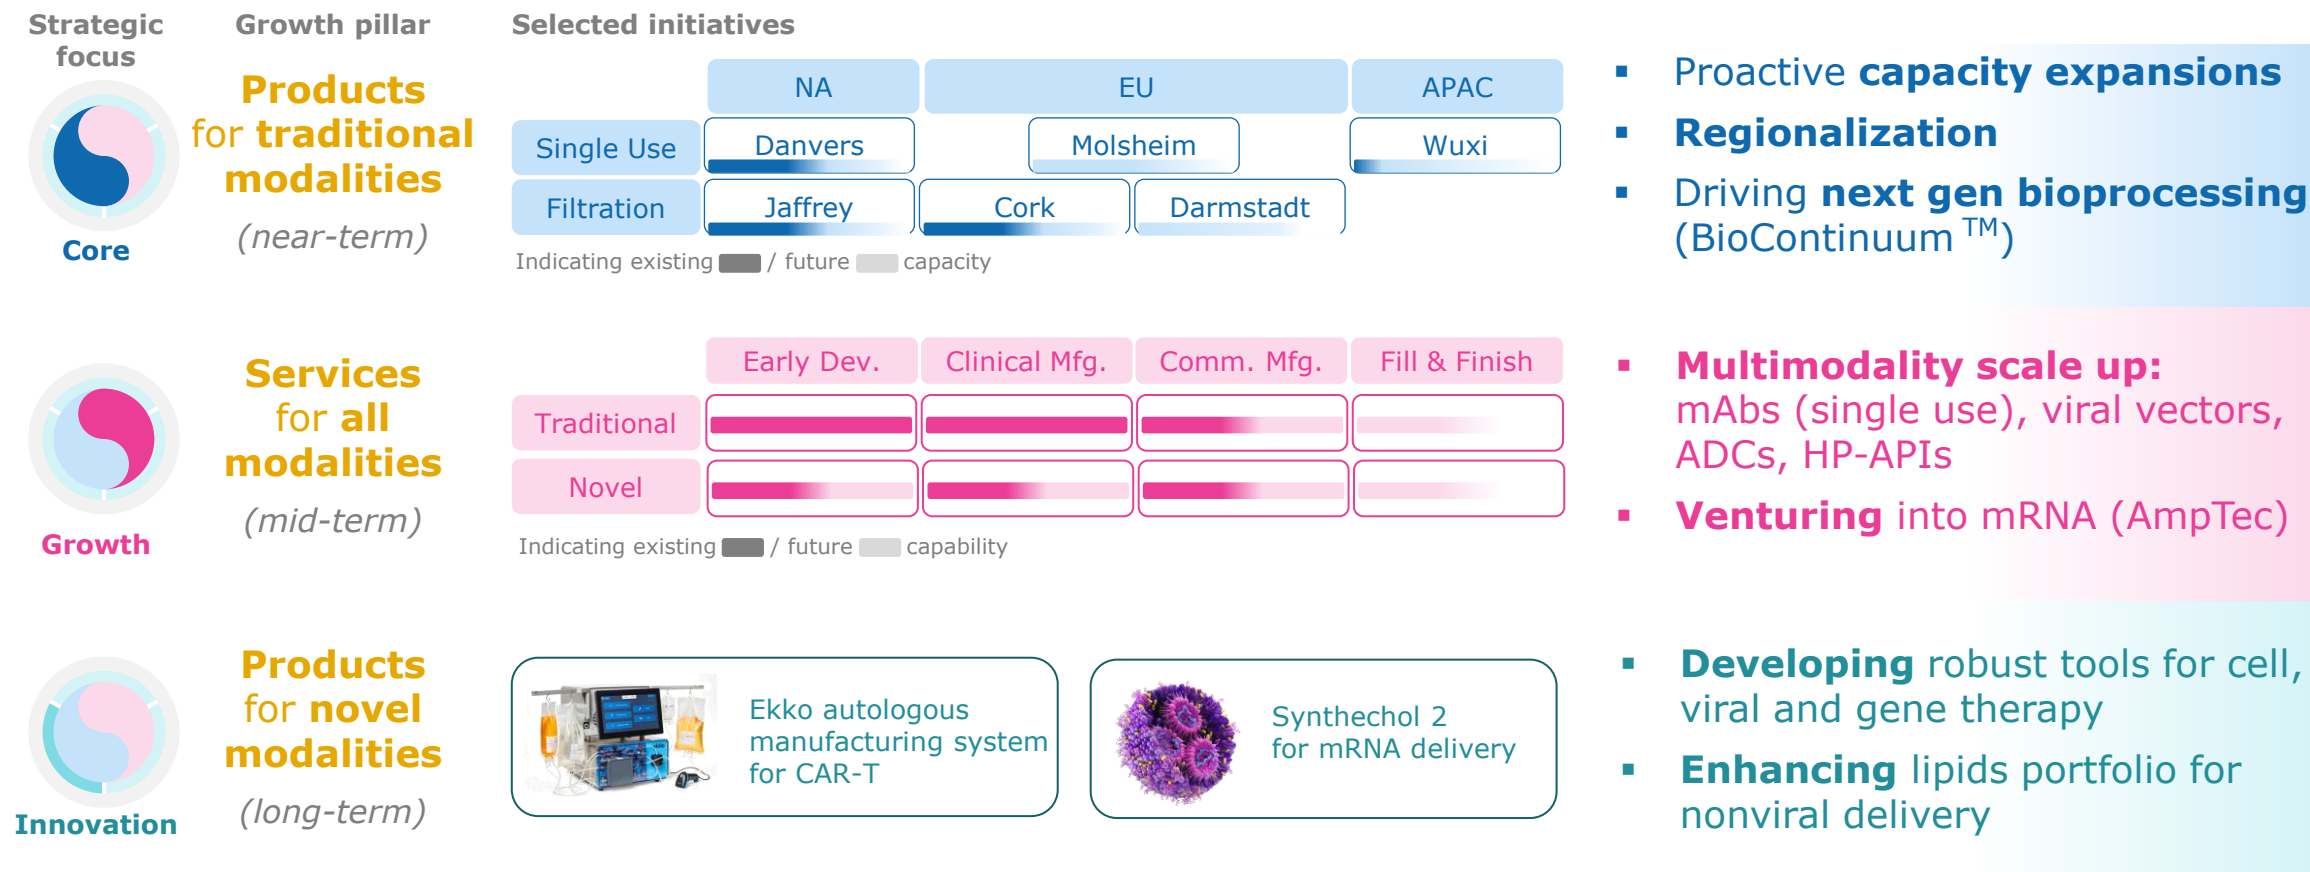 Strategic
focus
Growth pillar
Selected initiatives
Core
Products
for traditional
modalities
(near-term)
NA
EU
APAC
Single Use
Danvers
Molsheim
Wuxi
Filtration
Jaffrey
Cork
Darmstadt
Indicating existing / future capacity
▪ Proactive capacity expansions
▪ Regionalization
▪ Driving next gen bioprocessing
(BioContinuum TM)
Growth
Services
for all
modalities
(mid-term)
Early Dev.
Clinical Mfg.
Comm. Mfg.
Fill & Finish
Traditional
Novel
Indicating existing / future capability
▪ Multimodality scale up:
mAbs (single use), viral vectors,
ADCs, HP-APIs
▪ Venturing into mRNA (AmpTec)
Innovation
Products
for novel
modalities
(long-term)
Ekko autologous
manufacturing system
for CAR-T
Synthechol 2
for mRNA delivery
▪ Developing robust tools for cell,
viral and gene therapy
▪ Enhancing lipids portfolio for
nonviral delivery